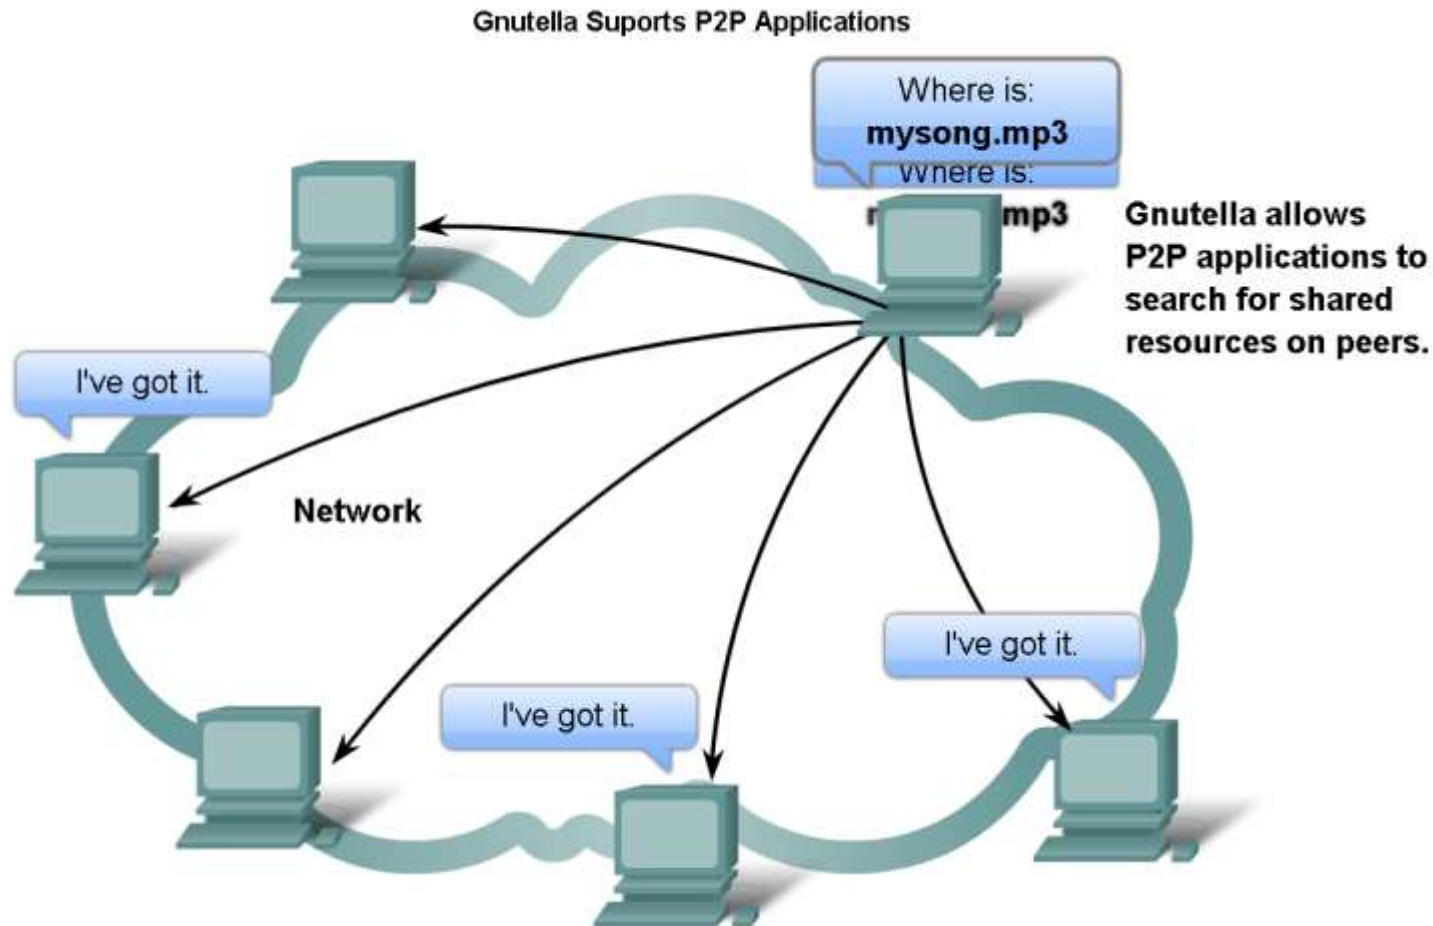 Gnutella Suports P2P Applications
Where is:
mysong.mp3
Where is:
mp3
Gnutella allows
P2P applications to
search for shared
resources on peers.
I've got it.
Network
I've got it.
I've got it.